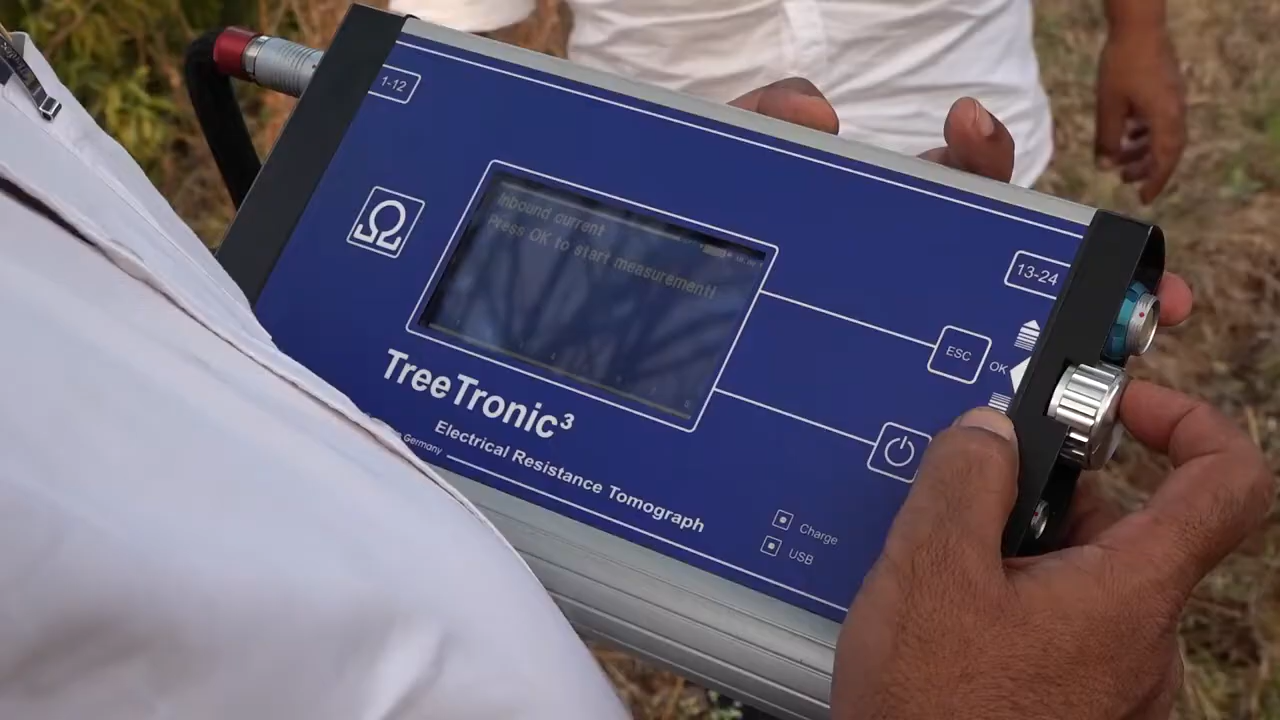 1-12
Ω
Inbound current
Press OK to start measurement!
13-24
ESC
OK
TreeTronic³
Germany
Electrical Resistance Tomograph
Charge
USB